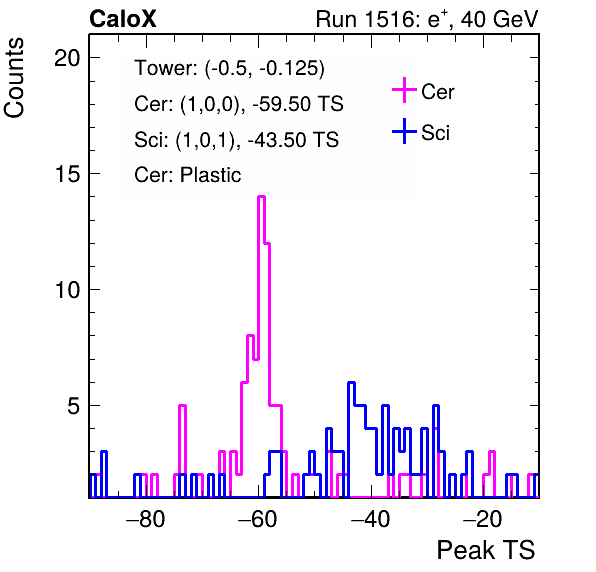 CaloX Run 1516: e⁺, 40 GeV
Counts
Tower: (-0.5, -0.125)
Cer: (1,0,0), -59.50 TS
Sci: (1,0,1), -43.50 TS
Cer: Plastic
Cer
Sci
20
15
10
5
−80 −60 −40 −20
Peak TS